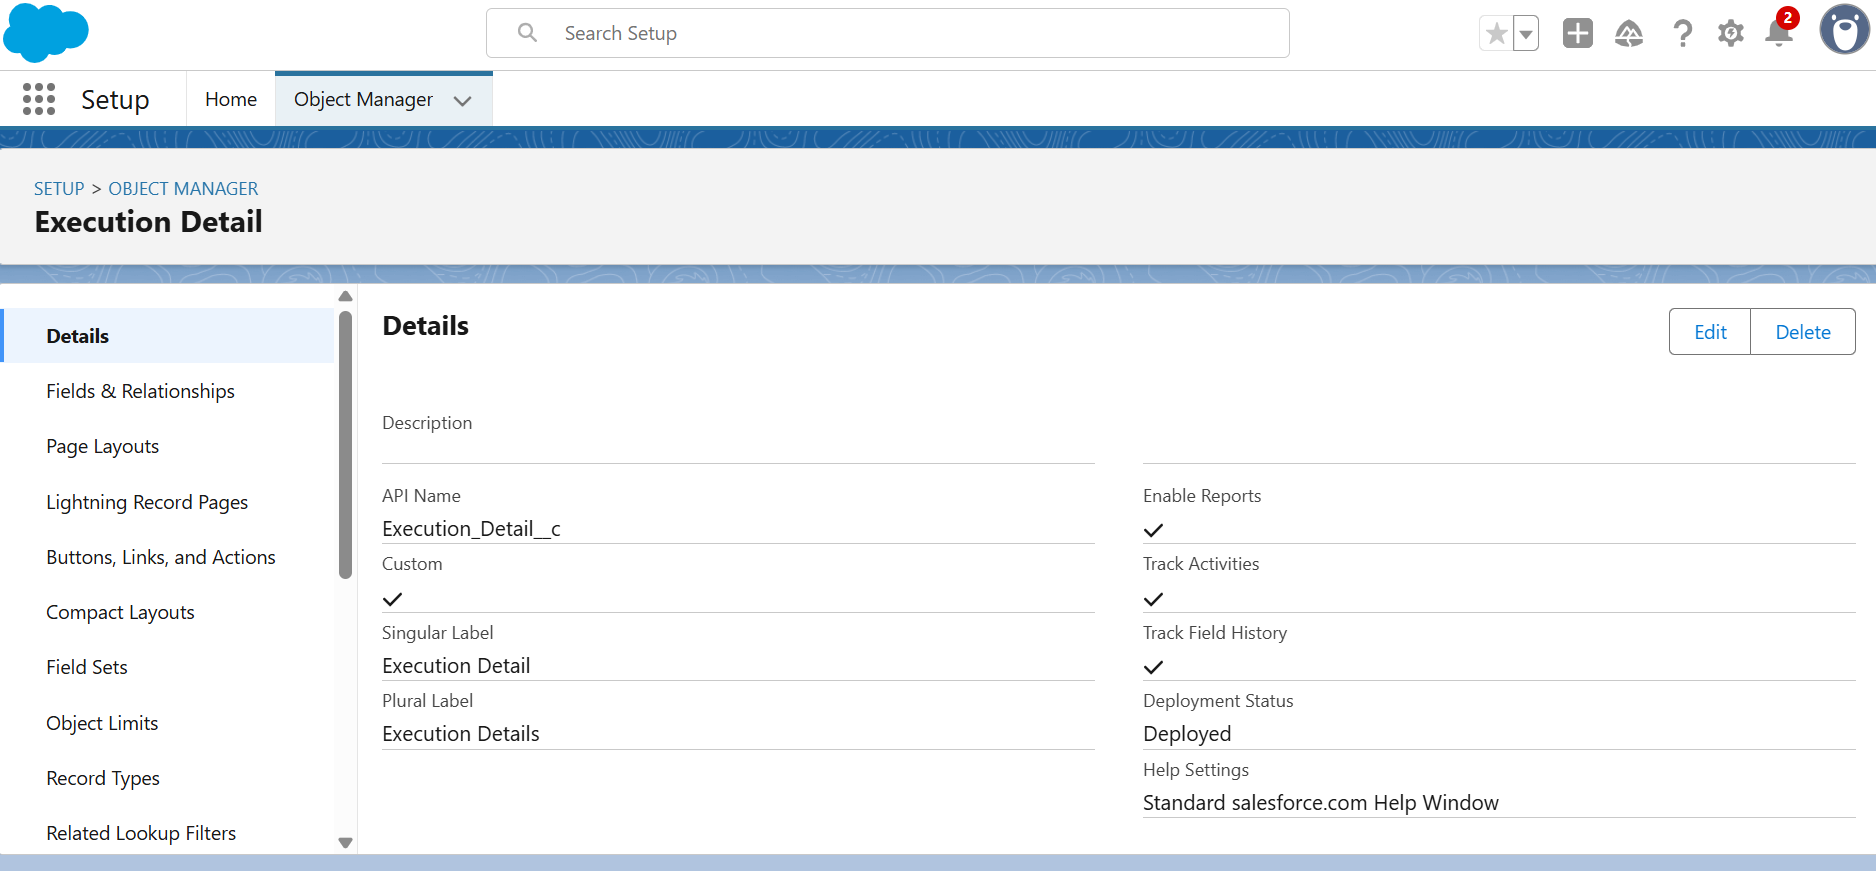 Search Setup
2
Setup
Home
Object Manager
SETUP > OBJECT MANAGER
Execution Detail
Details
Fields & Relationships
Page Layouts
Lightning Record Pages
Buttons, Links, and Actions
Compact Layouts
Field Sets
Object Limits
Record Types
Related Lookup Filters
Details
Edit
Delete
Description
API Name
Execution_Detail__c
Custom
Singular Label
Execution Detail
Plural Label
Execution Details
Enable Reports
Track Activities
Track Field History
Deployment Status
Deployed
Help Settings
Standard salesforce.com Help Window